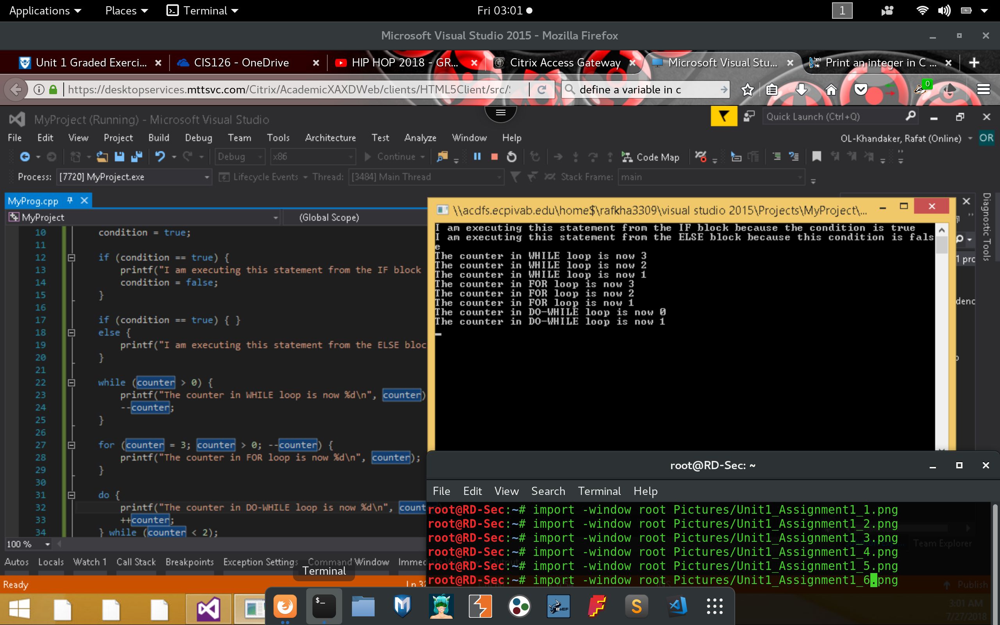 Applications Places Terminal Fri 03:01 1
Microsoft Visual Studio 2015 - Mozilla Firefox
Unit 1 Graded Exerci... CIS126 - OneDrive HIP HOP 2018 - GR... Citrix Access Gateway Microsoft Visual Stu... Print an integer in C ...
https://desktopservices.mttsvc.com/Citrix/AcademicXAXDWeb/clients/HTML5Client/src/ define a variable in c 0
MyProject (Running) - Microsoft Visual Studio Quick Launch (Ctrl+Q)
File Edit View Project Build Debug Team Tools Architecture Test Analyze Window Help OL-Khandaker, Rafat (Online) OR
Debug x86 Continue Code Map
Process: [7720] MyProject.exe Lifecycle Events Thread: [3484] Main Thread Stack Frame: main
MyProg.cpp
MyProject (Global Scope)
10 condition = true;
11
12 if (condition == true) {
13 printf("I am executing this statement from the IF block
14 condition = false;
15 }
16
17 if (condition == true) { }
18 else {
19 printf("I am executing this statement from the ELSE bloc
20 }
21
22 while (counter > 0) {
23 printf("The counter in WHILE loop is now %d\n", counter)
24 --counter;
25 }
26
27 for (counter = 3; counter > 0; --counter) {
28 printf("The counter in FOR loop is now %d\n", counter);
29 }
30
31 do {
32 printf("The counter in DO-WHILE loop is now %d\n", count
33 ++counter;
34 } while (counter < 2);
100 %
Autos Locals Watch 1 Call Stack Breakpoints Exception Settings Command Window Immediate Window Output
Terminal
Ready Ln 32
\\acdfs.ecpivab.edu\home$\rafkha3309\visual studio 2015\Projects\MyProject\...
I am executing this statement from the IF block because the condition is true
I am executing this statement from the ELSE block because this condition is fals
e
The counter in WHILE loop is now 3
The counter in WHILE loop is now 2
The counter in WHILE loop is now 1
The counter in FOR loop is now 3
The counter in FOR loop is now 2
The counter in FOR loop is now 1
The counter in DO-WHILE loop is now 0
The counter in DO-WHILE loop is now 1
Diagnostic Tools
1 prc
denc
root@RD-Sec: ~
File Edit View Search Terminal Help
root@RD-Sec:~# import -window root Pictures/Unit1_Assignment1_1.png
root@RD-Sec:~# import -window root Pictures/Unit1_Assignment1_2.png
root@RD-Sec:~# import -window root Pictures/Unit1_Assignment1_3.png
root@RD-Sec:~# import -window root Pictures/Unit1_Assignment1_4.png
root@RD-Sec:~# import -window root Pictures/Unit1_Assignment1_5.png
root@RD-Sec:~# import -window root Pictures/Unit1_Assignment1_6.png
Team Explorer
Publish
3:01 AM
7/27/2018
$_ M BeEF S